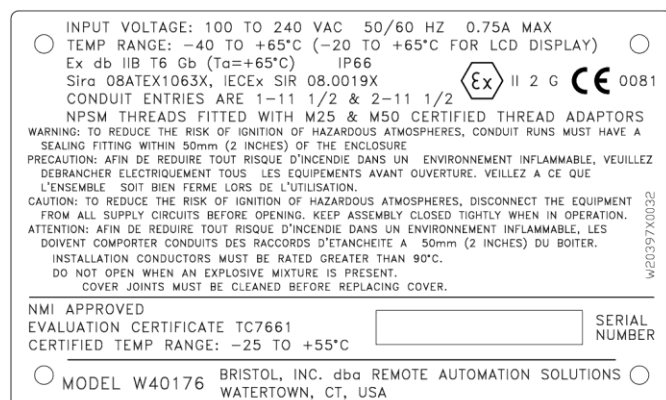 INPUT VOLTAGE: 100 TO 240 VAC 50/60 HZ 0.75A MAX
TEMP RANGE: -40 TO +65°C (-20 TO +65°C FOR LCD DISPLAY)
Ex db IIB T6 Gb (Ta=+65°C) IP66
Sira 08ATEX1063X, IECEx SIR 08.0019X
Ex II 2 G CE 0081
CONDUIT ENTRIES ARE 1-11 1/2 & 2-11 1/2
NPSM THREADS FITTED WITH M25 & M50 CERTIFIED THREAD ADAPTORS
WARNING: TO REDUCE THE RISK OF IGNITION OF HAZARDOUS ATMOSPHERES, CONDUIT RUNS MUST HAVE A
SEALING FITTING WITHIN 50mm (2 INCHES) OF THE ENCLOSURE
PRECAUTION: AFIN DE REDUIRE TOUT RISQUE D'INCENDIE DANS UN ENVIRONNEMENT INFLAMMABLE, VEUILLEZ
DEBRANCHER ELECTRIQUEMENT TOUS LES EQUIPEMENTS AVANT OUVERTURE. VEILLEZ A CE QUE
L'ENSEMBLE SOIT BIEN FERME LORS DE L'UTILISATION.
CAUTION: TO REDUCE THE RISK OF IGNITION OF HAZARDOUS ATMOSPHERES, DISCONNECT THE EQUIPMENT
FROM ALL SUPPLY CIRCUITS BEFORE OPENING. KEEP ASSEMBLY CLOSED TIGHTLY WHEN IN OPERATION.
ATTENTION: AFIN DE REDUIRE TOUT RISQUE D'INCENDIE DANS UN ENVIRONNEMENT INFLAMMABLE, LES
DOIVENT COMPORTER CONDUITS DES RACCORDS D'ETANCHEITE A 50mm (2 INCHES) DU BOITER.
INSTALLATION CONDUCTORS MUST BE RATED GREATER THAN 90°C.
DO NOT OPEN WHEN AN EXPLOSIVE MIXTURE IS PRESENT.
COVER JOINTS MUST BE CLEANED BEFORE REPLACING COVER.
W20397X0032
NMI APPROVED
EVALUATION CERTIFICATE TC7661
CERTIFIED TEMP RANGE: -25 TO +55°C
SERIAL
NUMBER
MODEL W40176
BRISTOL, INC. dba REMOTE AUTOMATION SOLUTIONS
WATERTOWN, CT, USA